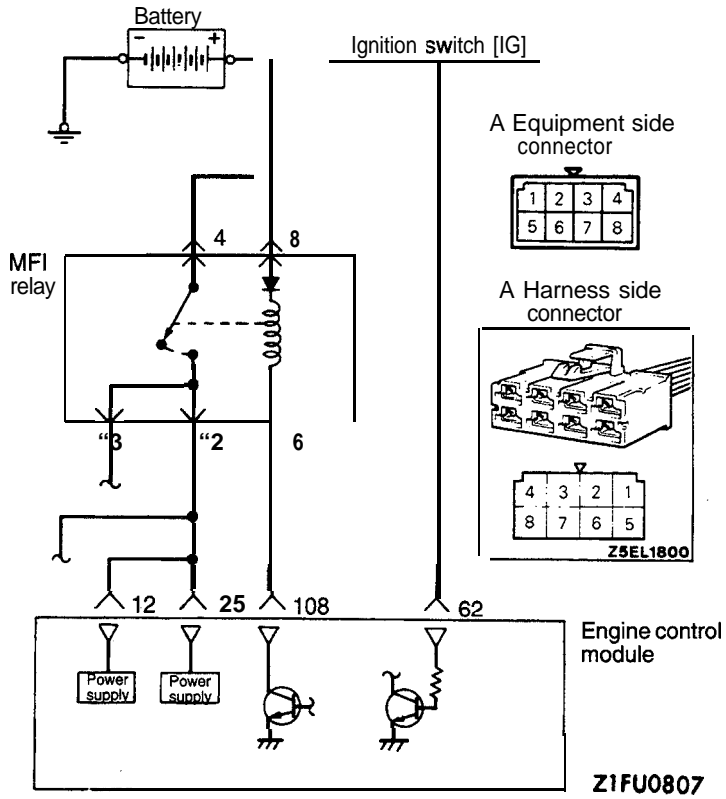 Battery
- +
Ignition switch [IG]
A Equipment side
connector
1 2 3 4
5 6 7 8
4 8
MFI
relay
A Harness side
connector
“3 “2 6
4 3 2 1
8 7 6 5
Z5EL1800
12 25 108 62
Engine control
module
Power
supply
Power
supply
Z1FU0807